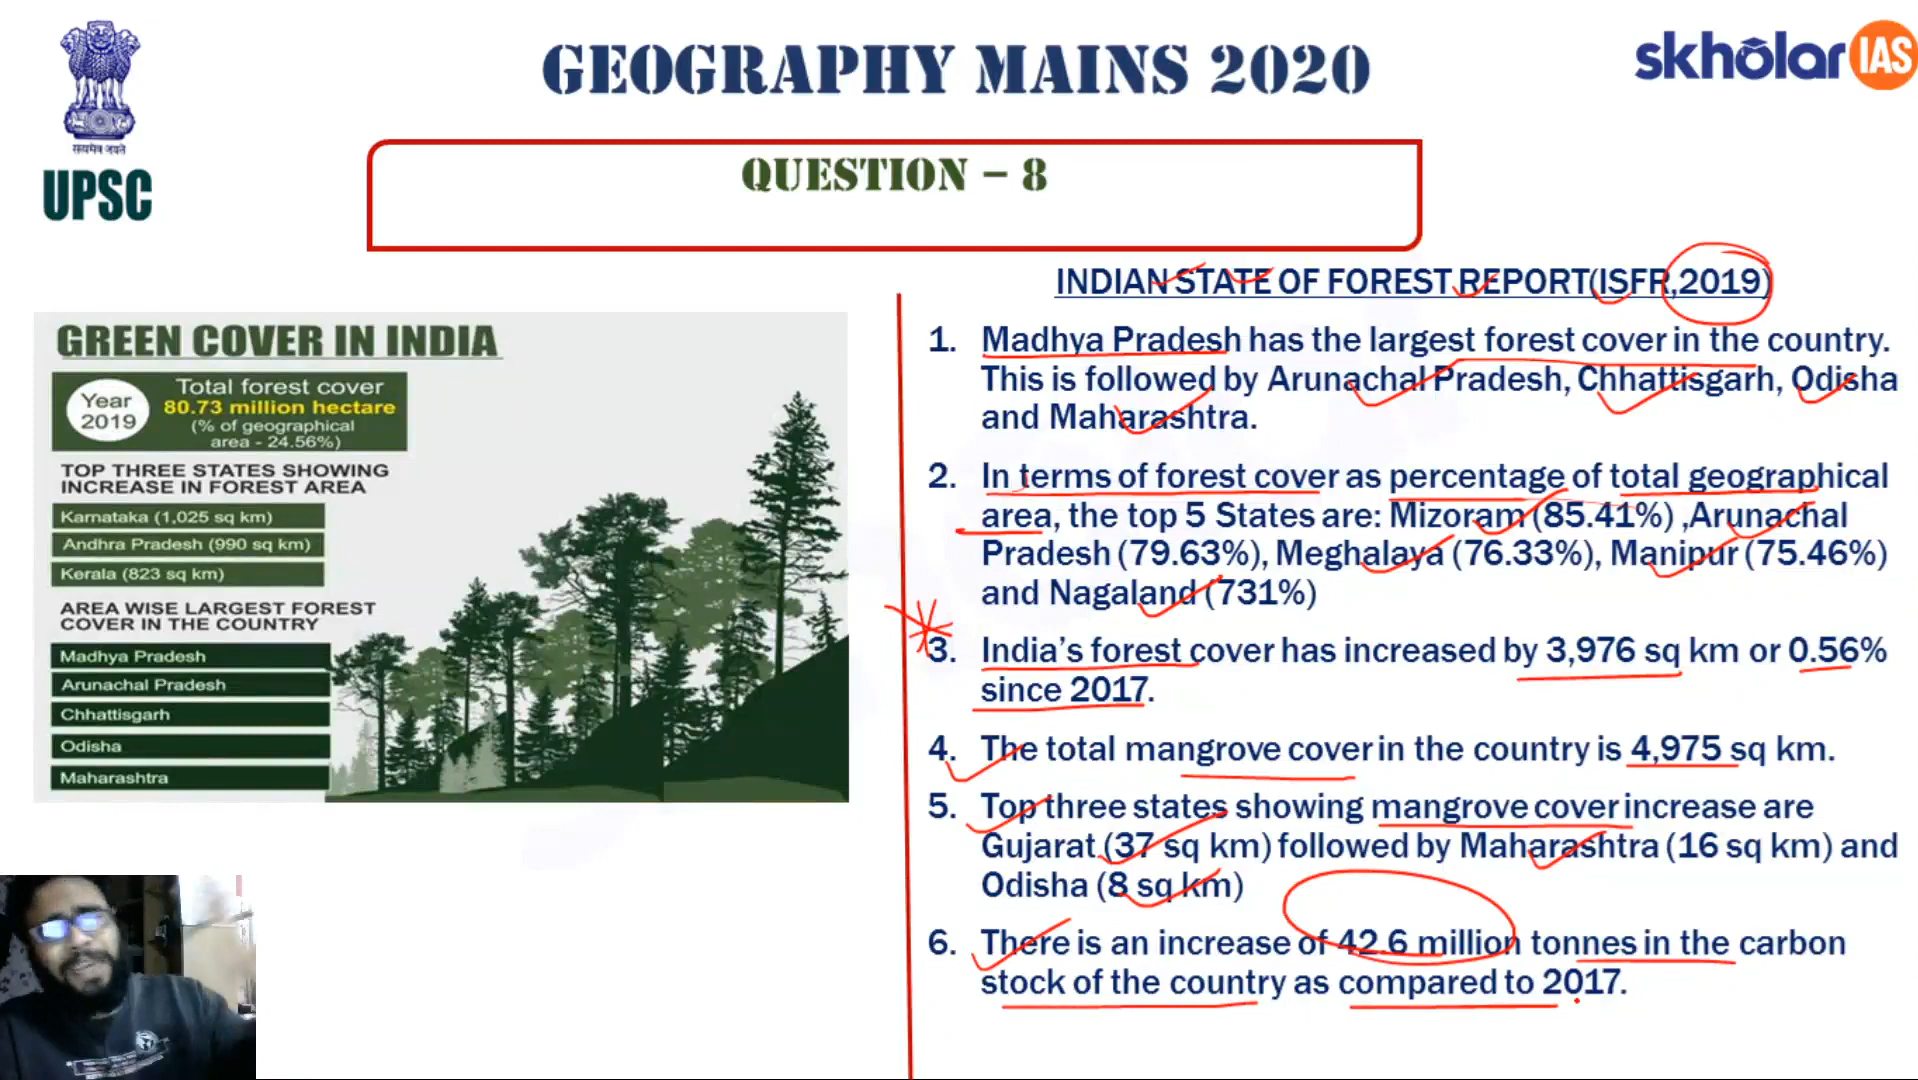 GEOGRAPHY MAINS 2020
skholar IAS
सत्यमेव जयते
UPSC
QUESTION – 8
GREEN COVER IN INDIA
Year
2019
Total forest cover
80.73 million hectare
(% of geographical
area - 24.56%)
TOP THREE STATES SHOWING
INCREASE IN FOREST AREA
Karnataka (1,025 sq km)
Andhra Pradesh (990 sq km)
Kerala (823 sq km)
AREA WISE LARGEST FOREST
COVER IN THE COUNTRY
Madhya Pradesh
Arunachal Pradesh
Chhattisgarh
Odisha
Maharashtra
INDIAN STATE OF FOREST REPORT(ISFR,2019)
1. Madhya Pradesh has the largest forest cover in the country.
This is followed by Arunachal Pradesh, Chhattisgarh, Odisha
and Maharashtra.
2. In terms of forest cover as percentage of total geographical
area, the top 5 States are: Mizoram (85.41%) ,Arunachal
Pradesh (79.63%), Meghalaya (76.33%), Manipur (75.46%)
and Nagaland (731%)
3. India's forest cover has increased by 3,976 sq km or 0.56%
since 2017.
4. The total mangrove cover in the country is 4,975 sq km.
5. Top three states showing mangrove cover increase are
Gujarat (37 sq km) followed by Maharashtra (16 sq km) and
Odisha (8 sq km)
6. There is an increase of 42.6 million tonnes in the carbon
stock of the country as compared to 2017.